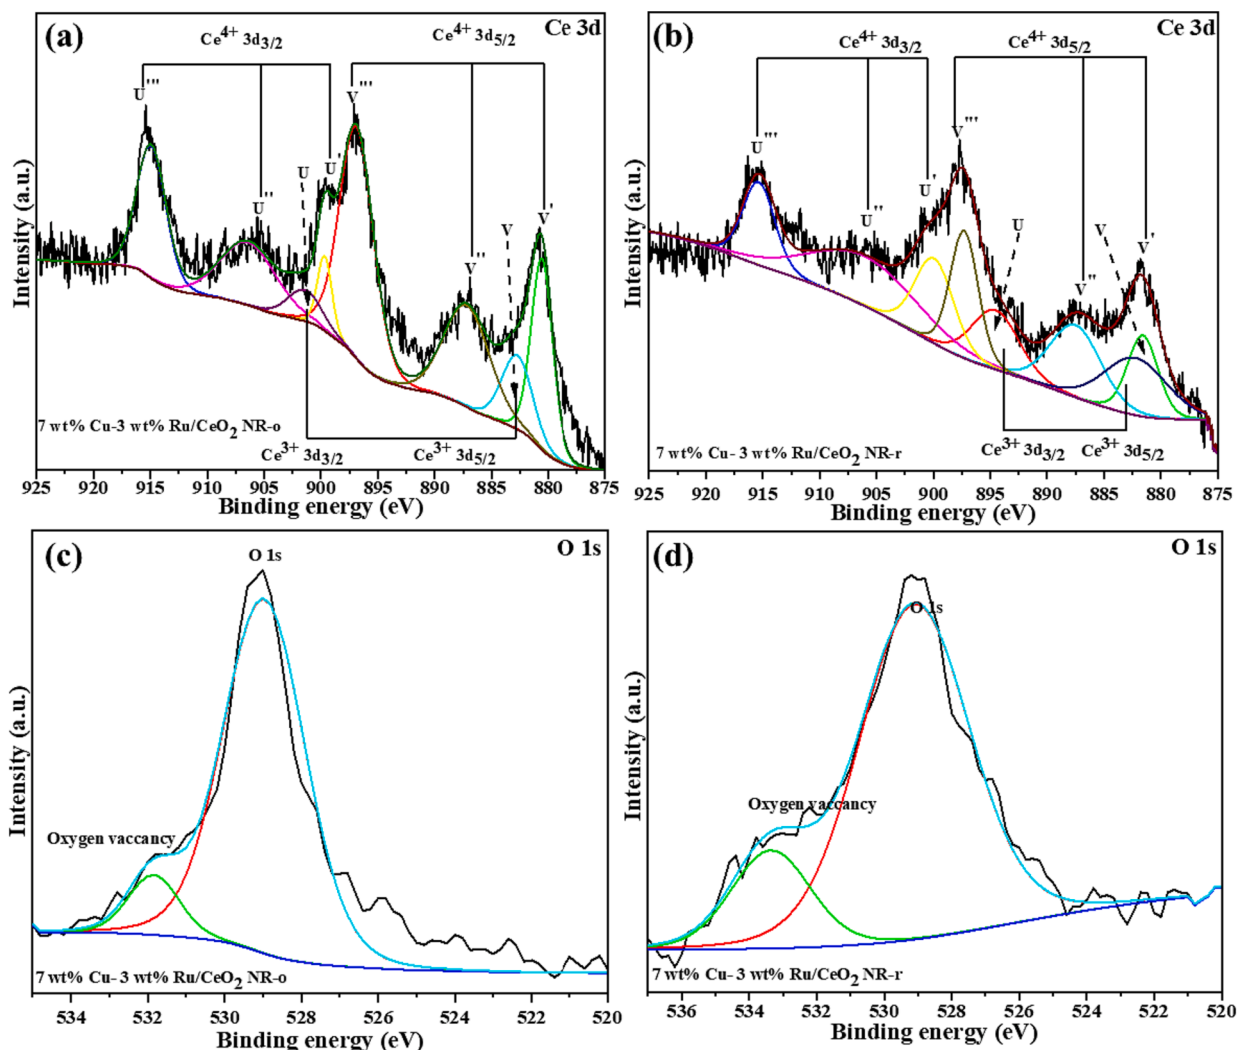 (a)
Ce 3d
Ce4+ 3d3/2
Ce4+ 3d5/2
U'''
V'''
U
U'
U''
V
V'
V''
7 wt% Cu-3 wt% Ru/CeO2 NR-o
Ce3+ 3d3/2
Ce3+ 3d5/2
Intensity (a.u.)
925 920 915 910 905 900 895 890 885 880 875
Binding energy (eV)
(b)
Ce 3d
Ce4+ 3d3/2
Ce4+ 3d5/2
U'''
V'''
U'
U''
U
V
V'
V''
7 wt% Cu- 3 wt% Ru/CeO2 NR-r
Ce3+ 3d3/2
Ce3+ 3d5/2
Intensity (a.u.)
925 920 915 910 905 900 895 890 885 880 875
Binding energy (eV)
(c)
O 1s
O 1s
Oxygen vaccancy
7 wt% Cu- 3 wt% Ru/CeO2 NR-o
Intensity (a.u.)
534 532 530 528 526 524 522 520
Binding energy (eV)
(d)
O 1s
O 1s
Oxygen vaccancy
7 wt% Cu- 3 wt% Ru/CeO2 NR-r
Intensity (a.u.)
536 534 532 530 528 526 524 522 520
Binding energy (eV)